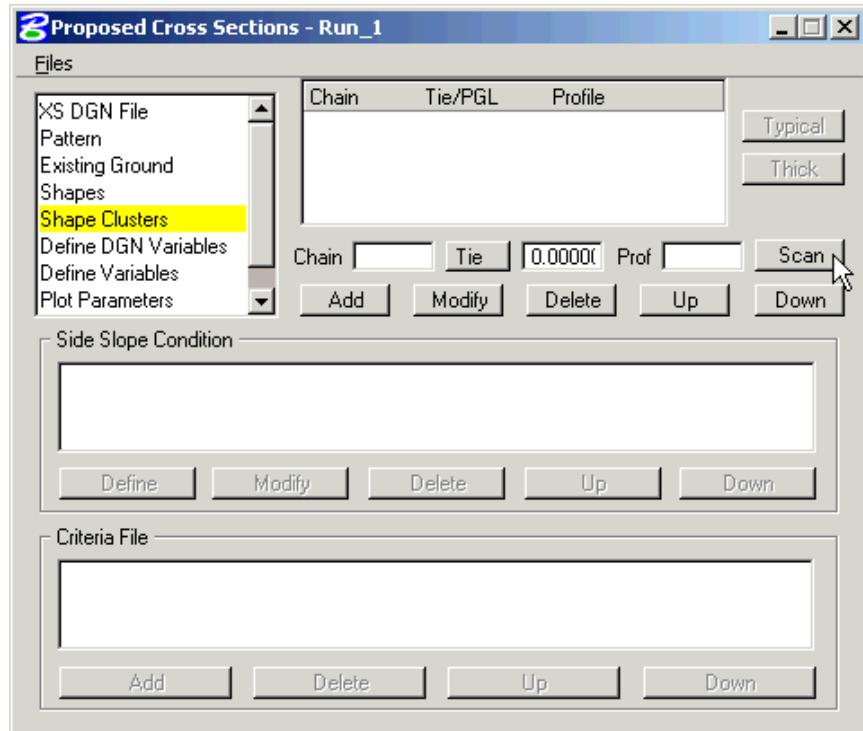 Proposed Cross Sections - Run_1
Files
XS DGN File
Pattern
Existing Ground
Shapes
Shape Clusters
Define DGN Variables
Define Variables
Plot Parameters
Chain Tie/PGL Profile
Typical
Thick
Chain Tie 0.0000( Prof Scan
Add Modify Delete Up Down
Side Slope Condition
Define Modify Delete Up Down
Criteria File
Add Delete Up Down